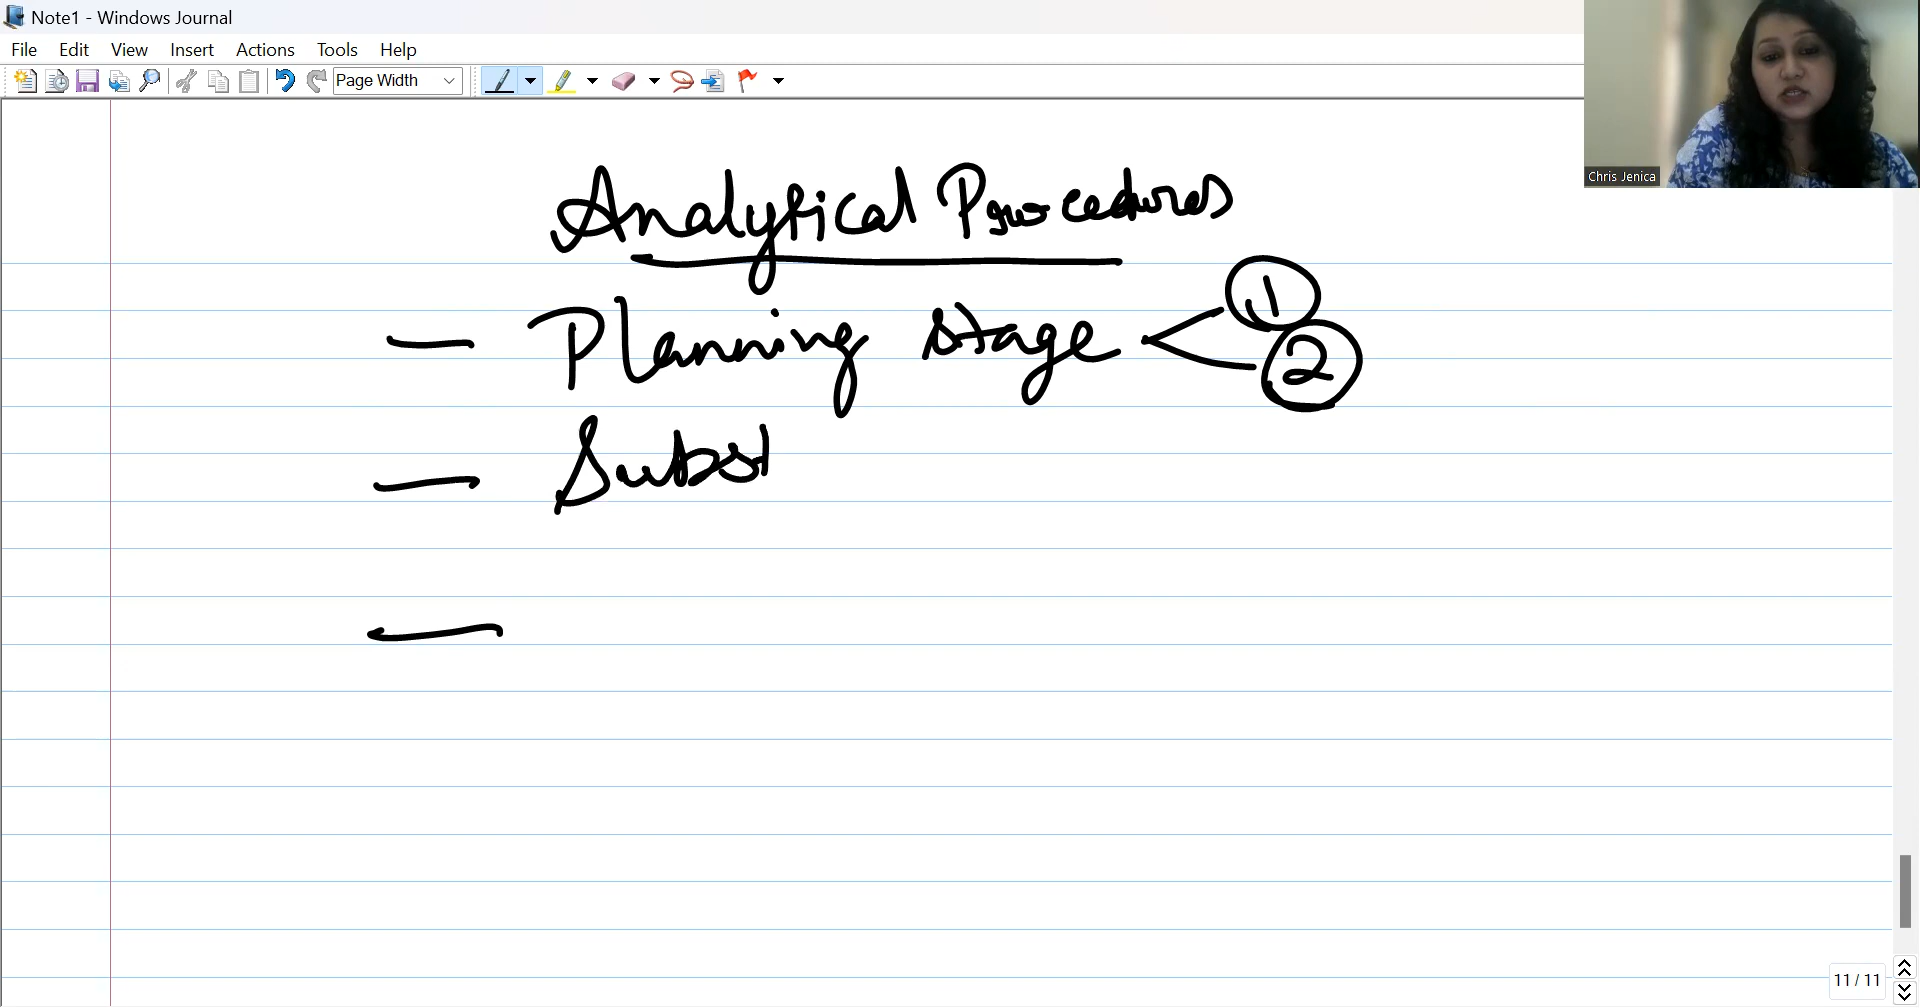 Note1 - Windows Journal
File Edit View Insert Actions Tools Help
Page Width
Chris Jenica
Analytical Procedures
— Planning stage < 1
2
— Subst
—
11 / 11